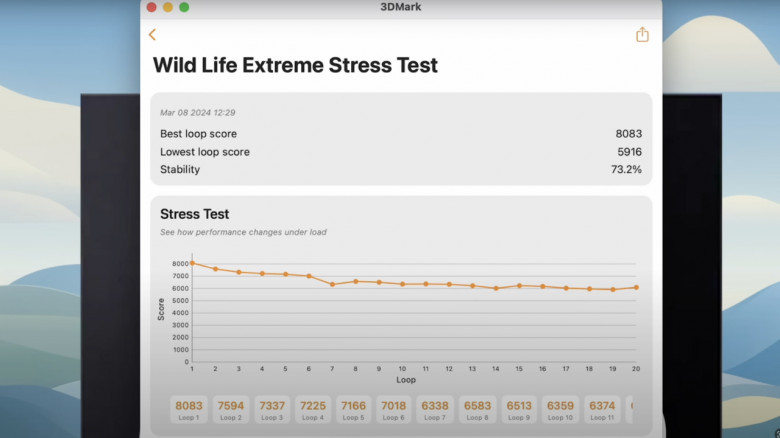 3DMark
Wild Life Extreme Stress Test
Mar 08 2024 12:29
Best loop score 8083
Lowest loop score 5916
Stability 73.2%
Stress Test
See how performance changes under load
8000
7000
6000
5000
4000
3000
2000
1000
0
Score
1 2 3 4 5 6 7 8 9 10 11 12 13 14 15 16 17 18 19 20
Loop
8083 7594 7337 7225 7166 7018 6338 6583 6513 6359 6374
Loop 1 Loop 2 Loop 3 Loop 4 Loop 5 Loop 6 Loop 7 Loop 8 Loop 9 Loop 10 Loop 11